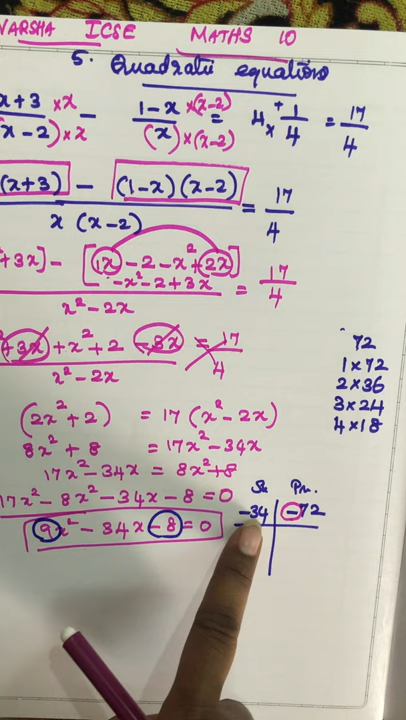 VARSHA ICSE MATHS 10
5. Quadratic equations
x+3 × x / (x-2) × x - 1-x × (x-2) / (x) × (x-2) = 4 × + 1/4 = 17/4
(x+3) - (1-x) (x-2) / x (x-2) = 17/4
+3x] - [1x - 2 - x² + 2x] / x² - 2x = 17/4
-x² - 2 + 3x
+3x + x² + 2 - 3x / x² - 2x = 17/4
(2x² + 2) = 17 (x² - 2x)
8x² + 8 = 17x² - 34x
17x² - 34x = 8x² + 8
17x² - 8x² - 34x - 8 = 0
9x² - 34x - 8 = 0
72
1 × 72
2 × 36
3 × 24
4 × 18
Pr.
-34 -72